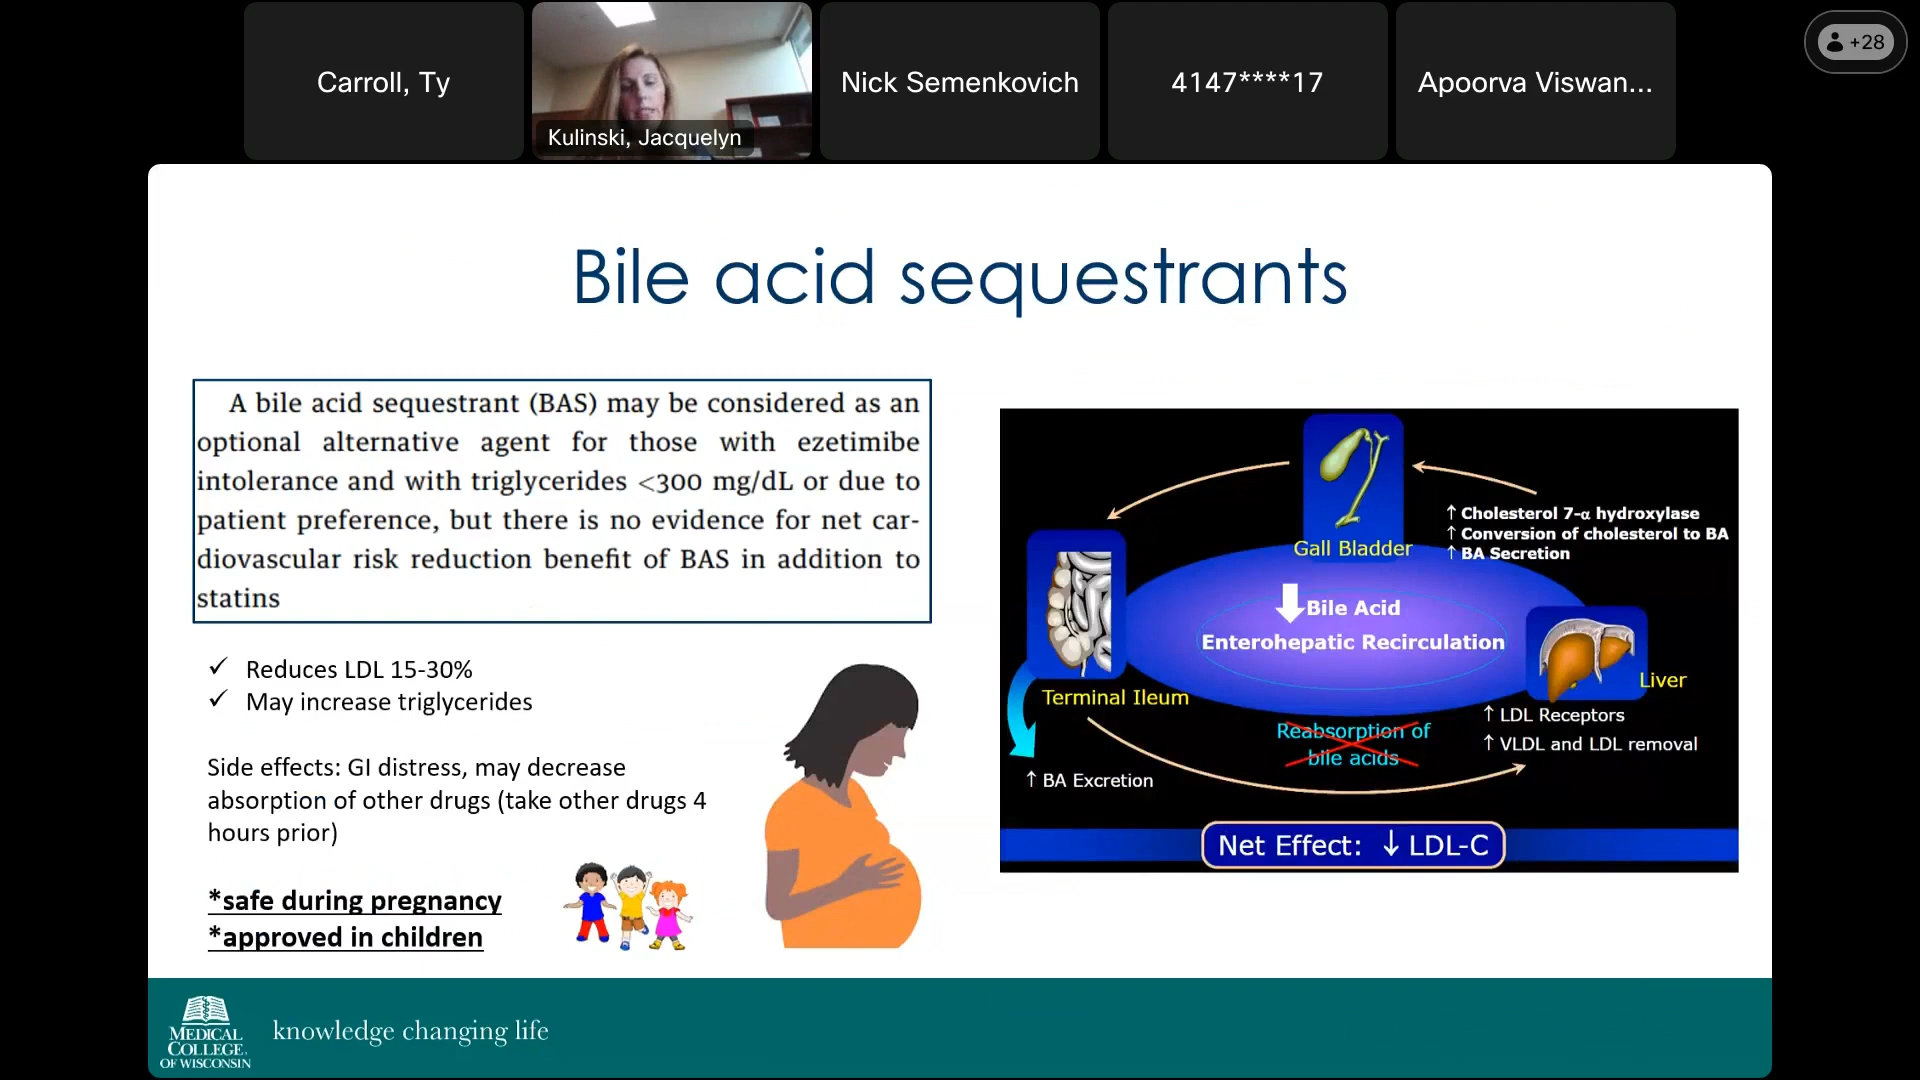 Carroll, Ty
Kulinski, Jacquelyn
Nick Semenkovich
4147****17
Apoorva Viswan...
+28
Bile acid sequestrants
A bile acid sequestrant (BAS) may be considered as an
optional alternative agent for those with ezetimibe
intolerance and with triglycerides <300 mg/dL or due to
patient preference, but there is no evidence for net car-
diovascular risk reduction benefit of BAS in addition to
statins
✓ Reduces LDL 15-30%
✓ May increase triglycerides
Side effects: GI distress, may decrease
absorption of other drugs (take other drugs 4
hours prior)
*safe during pregnancy
*approved in children
Gall Bladder
↑ Cholesterol 7-α hydroxylase
↑ Conversion of cholesterol to BA
↑ BA Secretion
Bile Acid
Enterohepatic Recirculation
Liver
Terminal Ileum
↑ LDL Receptors
↑ VLDL and LDL removal
Reabsorption of
bile acids
↑ BA Excretion
Net Effect: ↓ LDL-C
MEDICAL
COLLEGE
OF WISCONSIN
knowledge changing life